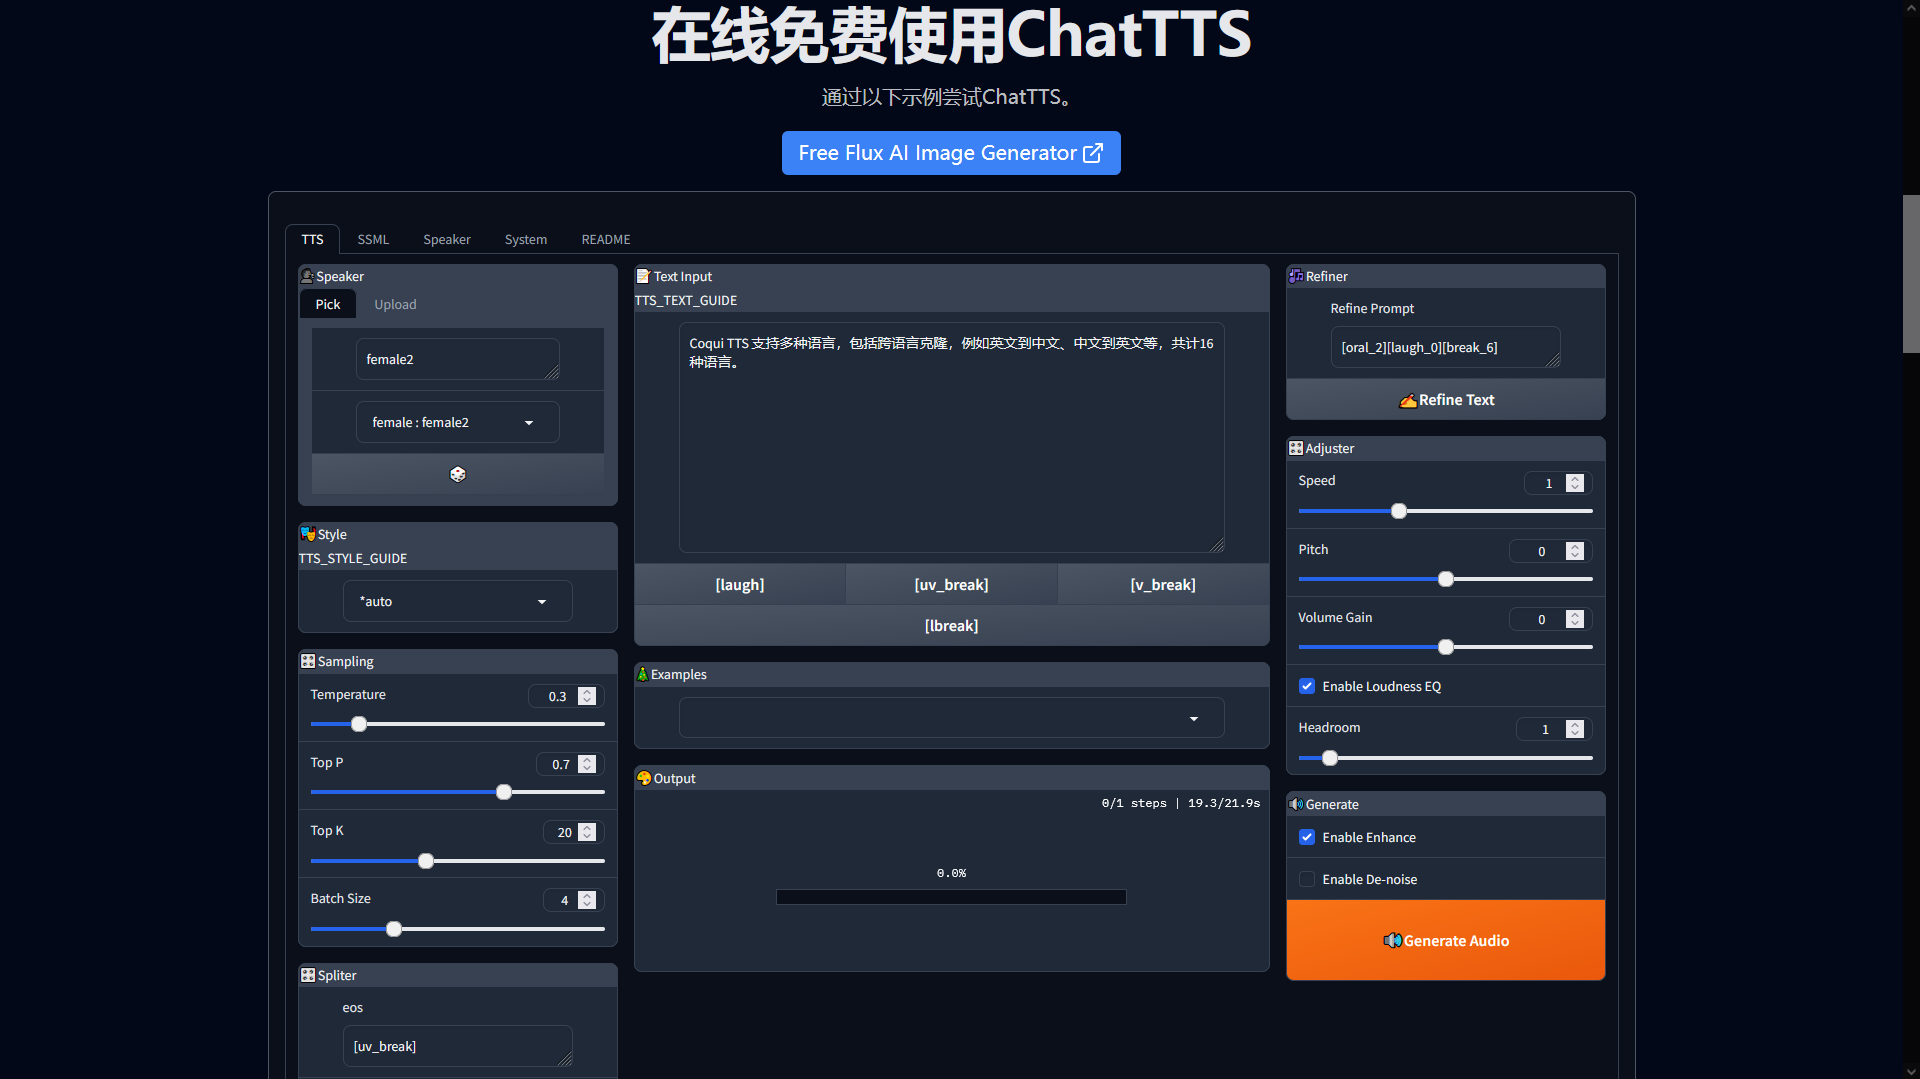 在线免费使用ChatTTS
通过以下示例尝试ChatTTS。
Free Flux AI Image Generator
TTS
SSML
Speaker
System
README
Speaker
Pick
Upload
female2
female : female2
Style
TTS_STYLE_GUIDE
*auto
Sampling
Temperature
0.3
Top P
0.7
Top K
20
Batch Size
4
Spliter
eos
[uv_break]
Text Input
TTS_TEXT_GUIDE
Coqui TTS 支持多种语言，包括跨语言克隆，例如英文到中文、中文到英文等，共计16
种语言。
[laugh]
[uv_break]
[v_break]
[lbreak]
Examples
Output
0/1 steps | 19.3/21.9s
0.0%
Refiner
Refine Prompt
[oral_2][laugh_0][break_6]
Refine Text
Adjuster
Speed
1
Pitch
0
Volume Gain
0
Enable Loudness EQ
Headroom
1
Generate
Enable Enhance
Enable De-noise
Generate Audio